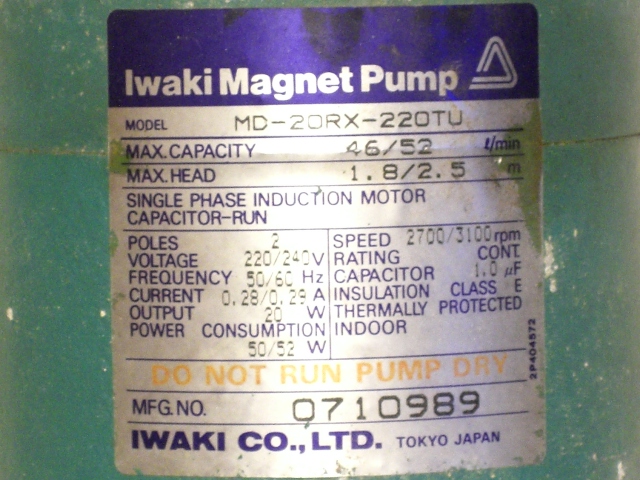 Iwaki Magnet Pump
MODEL MD-20RX-220TU
MAX.CAPACITY 46/52 ℓ/min
MAX.HEAD 1.8/2.5 m
SINGLE PHASE INDUCTION MOTOR
CAPACITOR-RUN
POLES 2
VOLTAGE 220/240V
FREQUENCY 50/60 Hz
CURRENT 0.28/0.29 A
OUTPUT 20 W
POWER CONSUMPTION
50/52 W
SPEED 2700/3100rpm
RATING CONT.
CAPACITOR 1.0 μF
INSULATION CLASS E
THERMALLY PROTECTED
INDOOR
2P404572
DO NOT RUN PUMP DRY
MFG.NO. Q710989
IWAKI CO.,LTD. TOKYO JAPAN